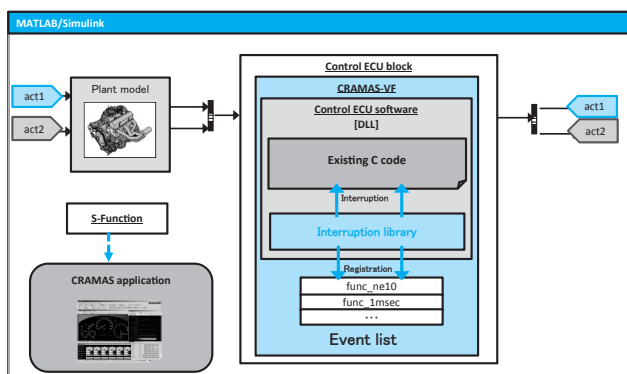 MATLAB/Simulink
Control ECU block
CRAMAS-VF
Plant model
act1
act2
Control ECU software
[DLL]
act1
act2
Existing C code
Interruption
S-Function
Interruption library
CRAMAS application
Registration
func_ne10
func_1msec
...
Event list